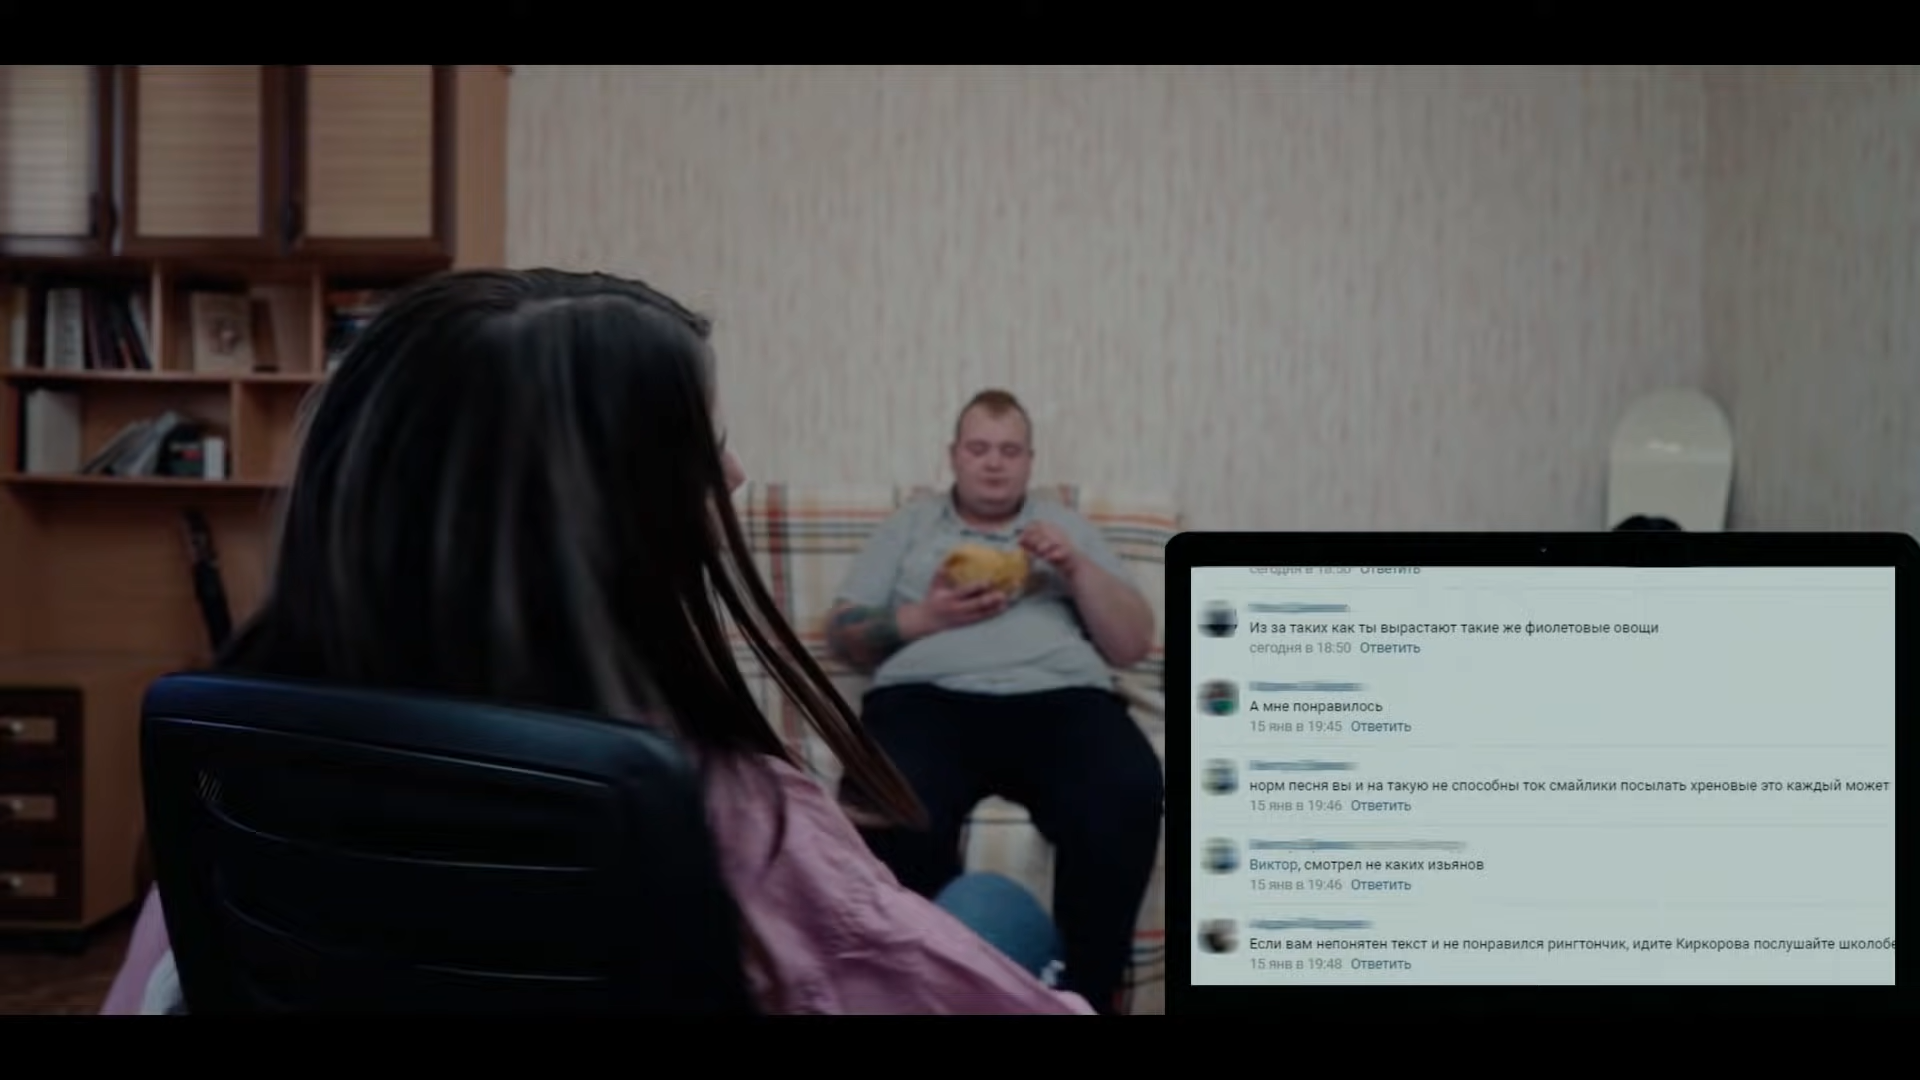 сегодня в 18:50 Ответить
Из за таких как ты вырастают такие же фиолетовые овощи
сегодня в 18:50 Ответить
А мне понравилось
15 янв в 19:45 Ответить
норм песня вы и на такую не способны ток смайлики посылать хреновые это каждый может
15 янв в 19:46 Ответить
Виктор, смотрел не каких изьянов
15 янв в 19:46 Ответить
Если вам непонятен текст и не понравился рингтончик, идите Киркорова послушайте школобе
15 янв в 19:48 Ответить